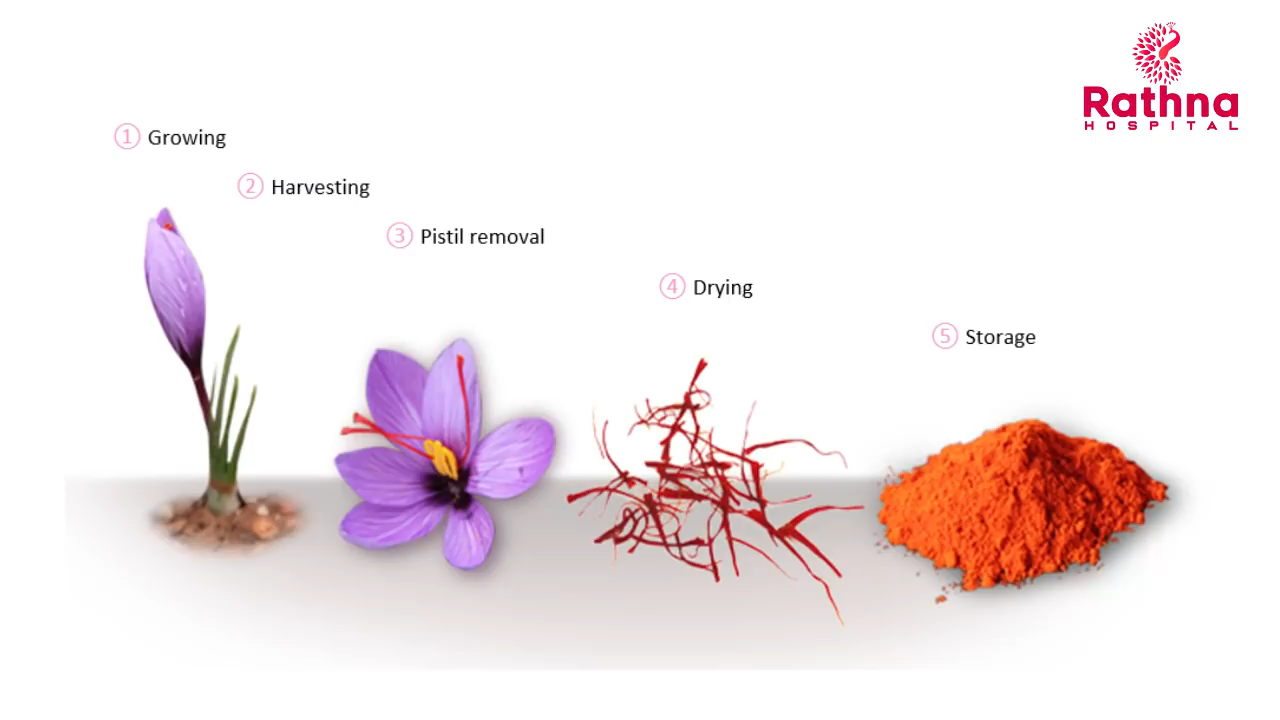 Rathna
HOSPITAL
① Growing
② Harvesting
③ Pistil removal
④ Drying
⑤ Storage